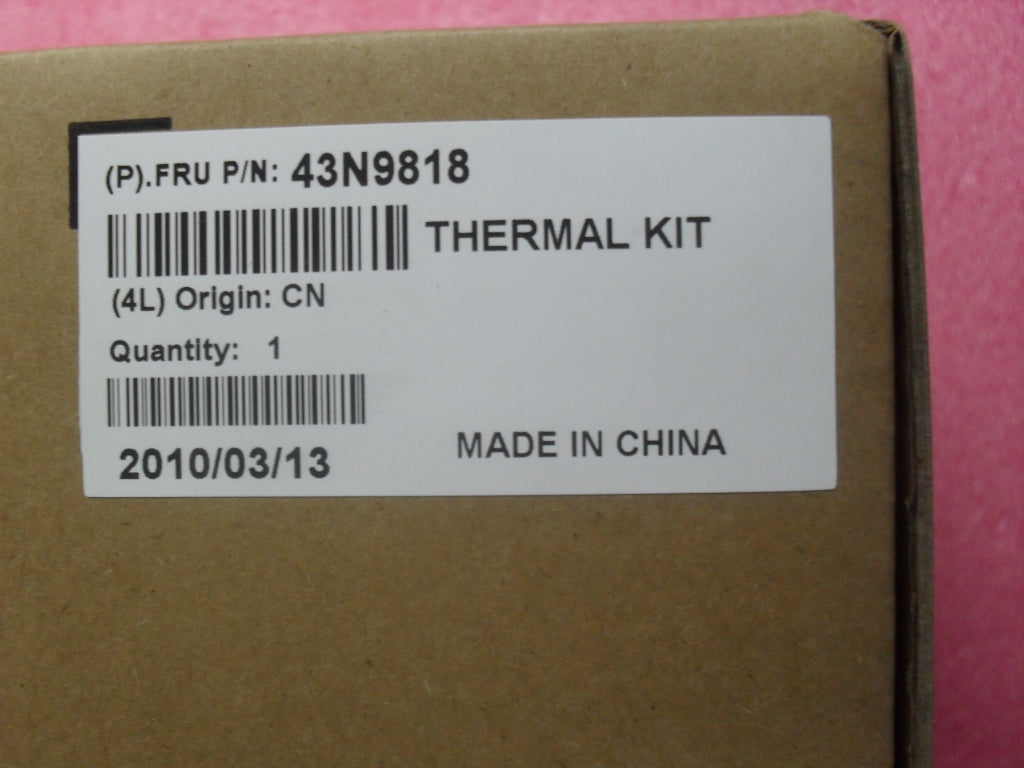 (P).FRU P/N: 43N9818
THERMAL KIT
(4L) Origin: CN
Quantity: 1
2010/03/13
MADE IN CHINA